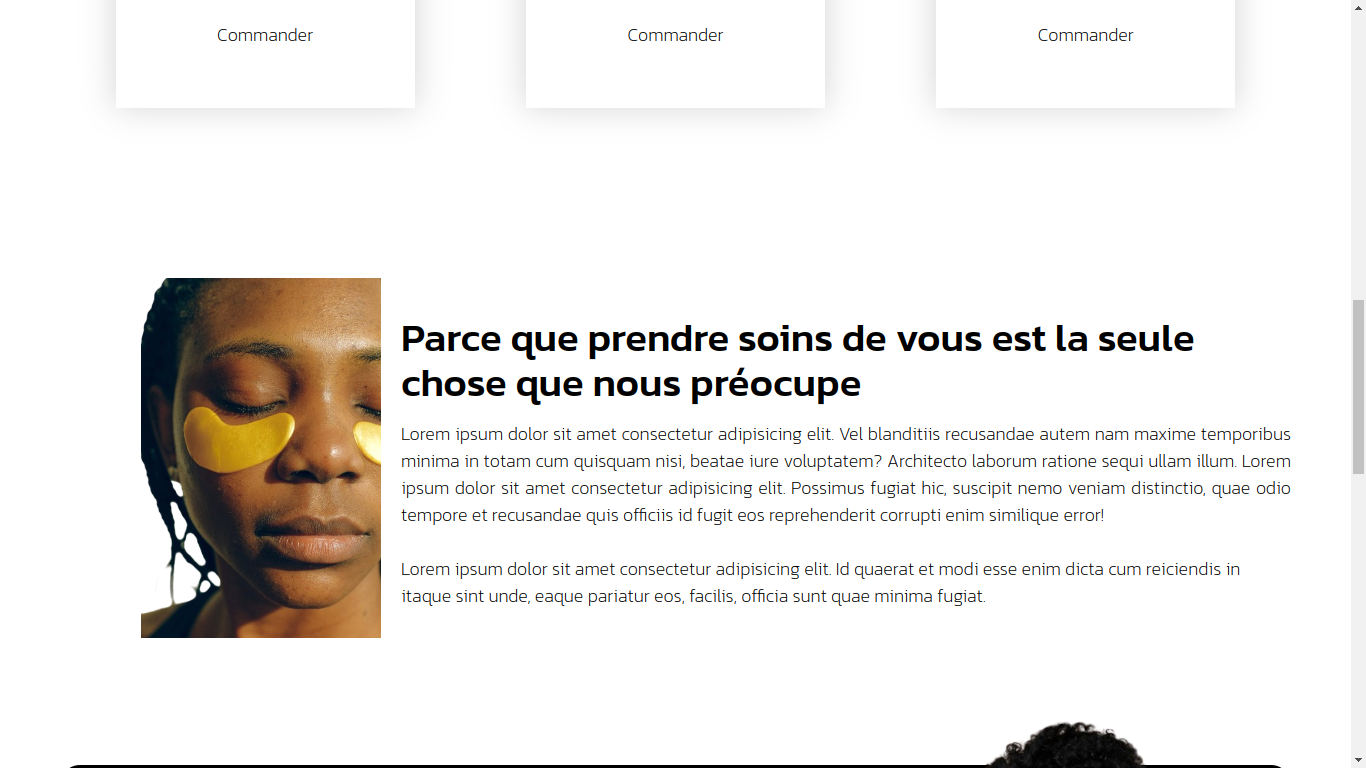 Commander Commander Commander
Parce que prendre soins de vous est la seule
chose que nous préocupe
Lorem ipsum dolor sit amet consectetur adipisicing elit. Vel blanditiis recusandae autem nam maxime temporibus
minima in totam cum quisquam nisi, beatae iure voluptatem? Architecto laborum ratione sequi ullam illum. Lorem
ipsum dolor sit amet consectetur adipisicing elit. Possimus fugiat hic, suscipit nemo veniam distinctio, quae odio
tempore et recusandae quis officiis id fugit eos reprehenderit corrupti enim similique error!
Lorem ipsum dolor sit amet consectetur adipisicing elit. Id quaerat et modi esse enim dicta cum reiciendis in
itaque sint unde, eaque pariatur eos, facilis, officia sunt quae minima fugiat.